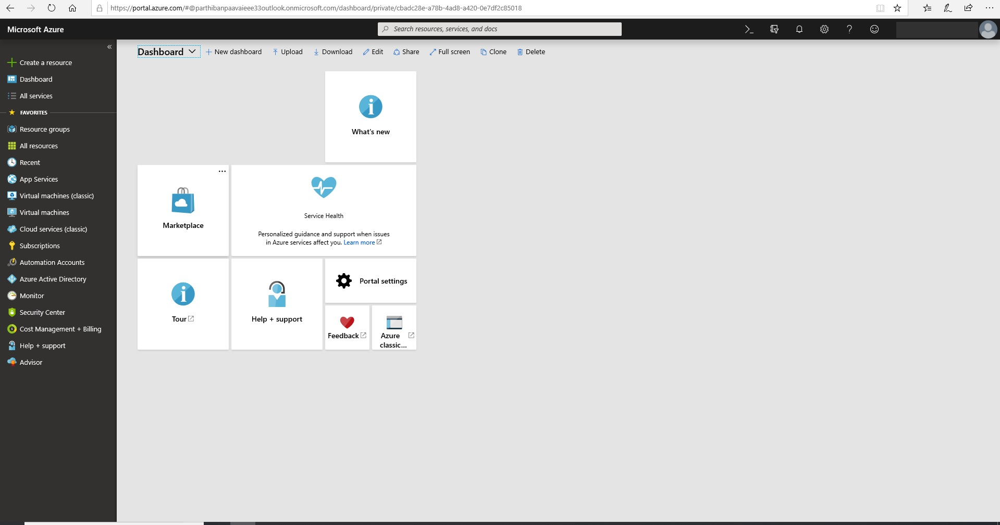 https://portal.azure.com/#@parthibanpaavaieee33outlook.onmicrosoft.com/dashboard/private/cbadc28e-a78b-4ad8-a420-0e7df2c85018
Microsoft Azure
Search resources, services, and docs
Dashboard
New dashboard
Upload
Download
Edit
Share
Full screen
Clone
Delete
Create a resource
Dashboard
All services
FAVORITES
Resource groups
All resources
Recent
App Services
Virtual machines (classic)
Virtual machines
Cloud services (classic)
Subscriptions
Automation Accounts
Azure Active Directory
Monitor
Security Center
Cost Management + Billing
Help + support
Advisor
What's new
Marketplace
Service Health
Personalized guidance and support when issues
in Azure services affect you. Learn more
Tour
Help + support
Portal settings
Feedback
Azure
classic...